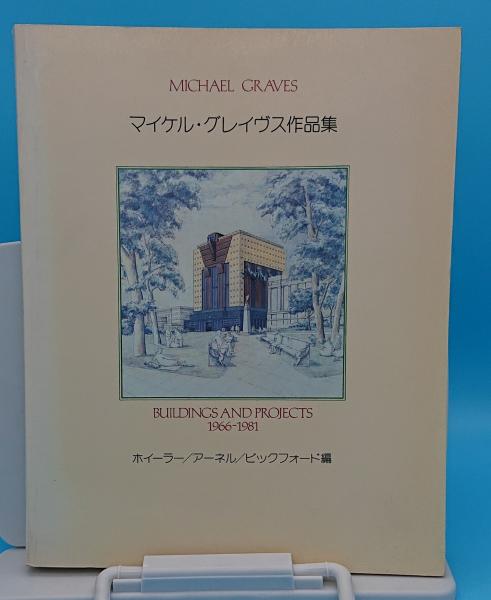 MICHAEL GRAVES
マイケル・グレイヴス作品集
BUILDINGS AND PROJECTS
1966-1981
ホイーラー/アーネル/ビックフォード編